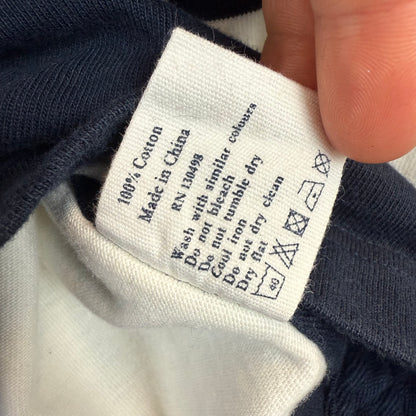 100% Cotton
Made in China
RN 130498
Wash with similar colours
Do not bleach
Do not tumble dry
Cool iron
Do not dry clean
Dry flat
40